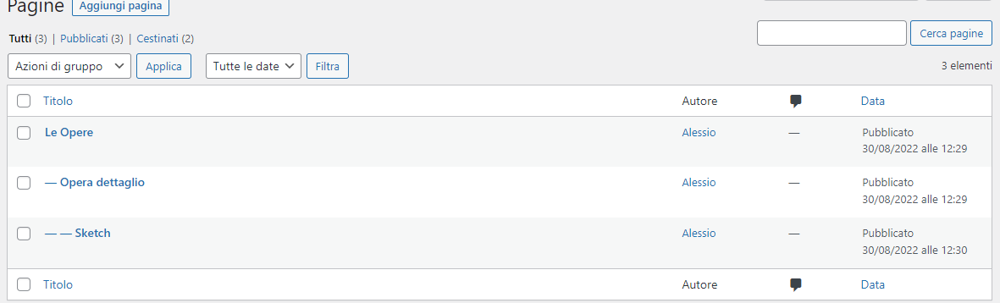 Pagine Aggiungi pagina
Tutti (3) | Pubblicati (3) | Cestinati (2)
Cerca pagine
Azioni di gruppo Applica Tutte le date Filtra 3 elementi
Titolo Autore Data
Le Opere Alessio — Pubblicato
30/08/2022 alle 12:29
— Opera dettaglio Alessio — Pubblicato
30/08/2022 alle 12:29
— — Sketch Alessio — Pubblicato
30/08/2022 alle 12:30
Titolo Autore Data